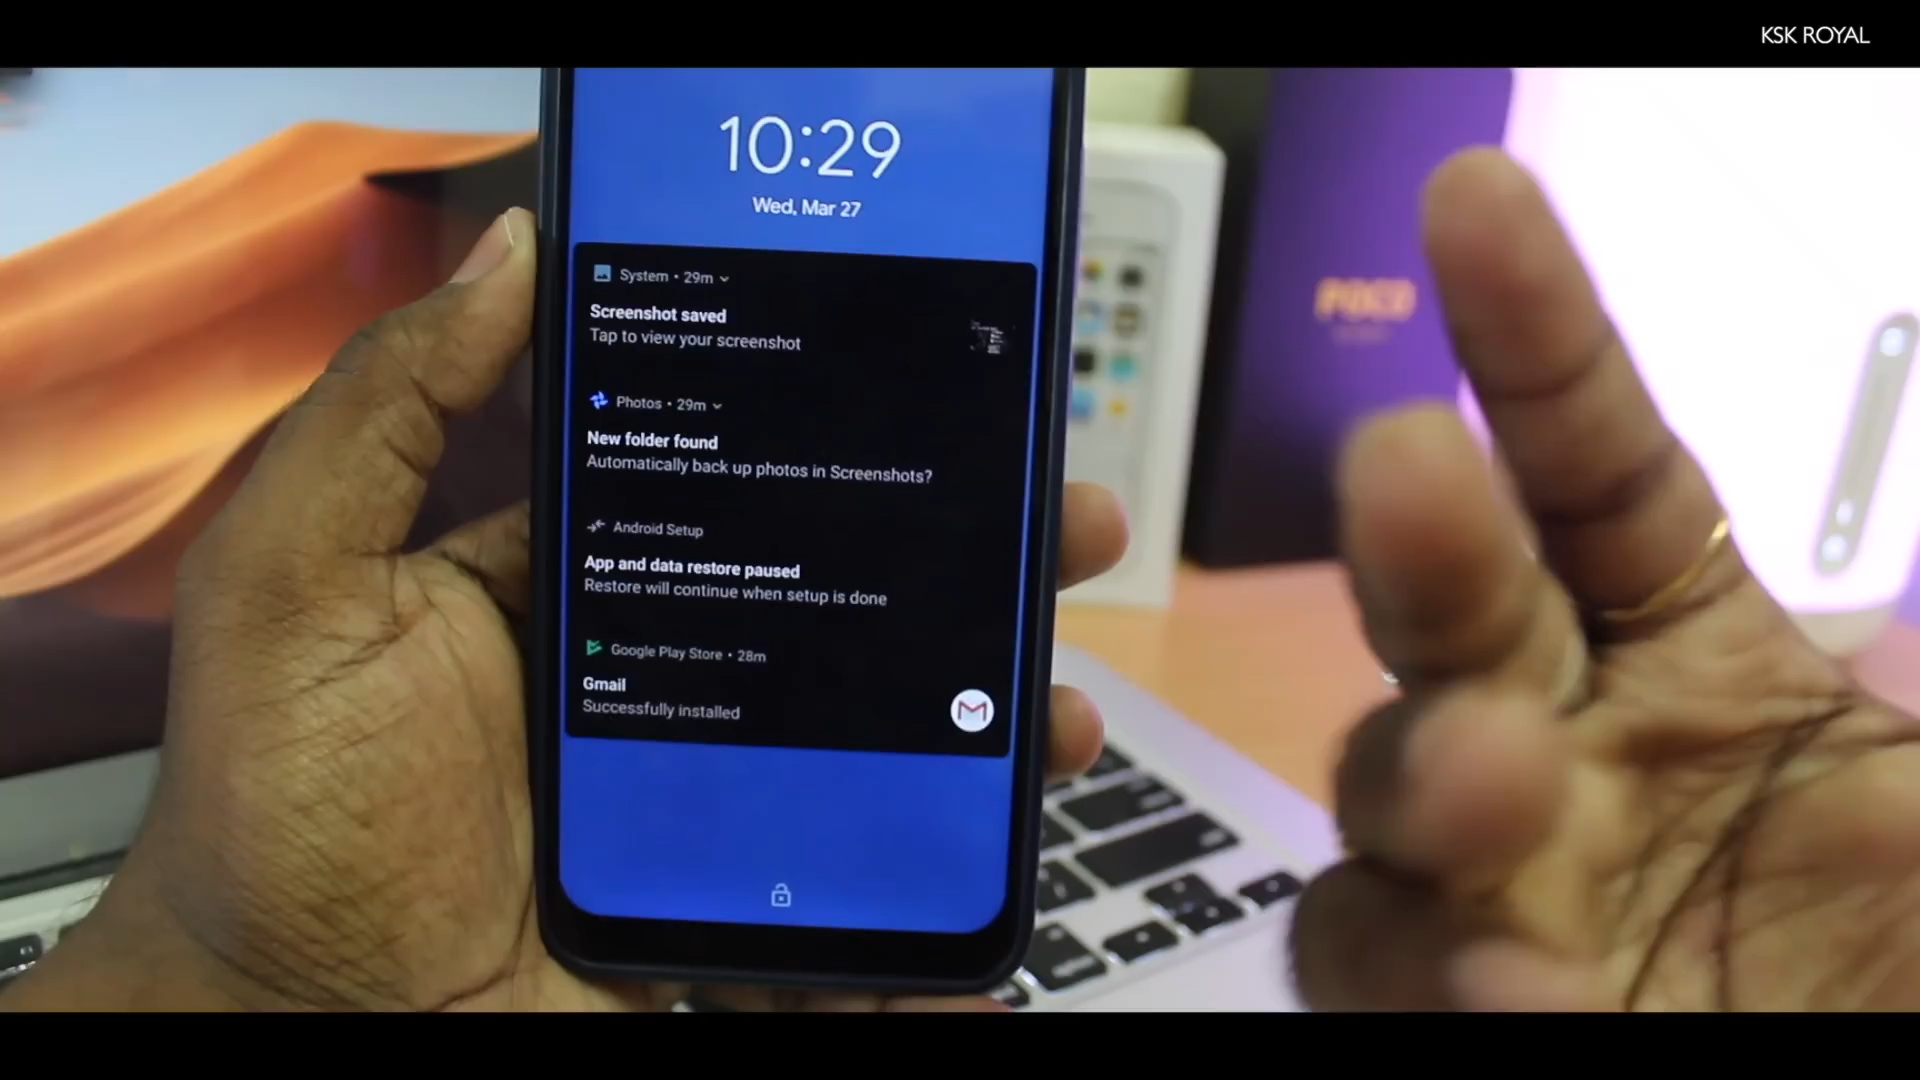 KSK ROYAL
10:29
Wed, Mar 27
System • 29m
Screenshot saved
Tap to view your screenshot
Photos • 29m
New folder found
Automatically back up photos in Screenshots?
Android Setup
App and data restore paused
Restore will continue when setup is done
Google Play Store • 28m
Gmail
Successfully installed
POCO